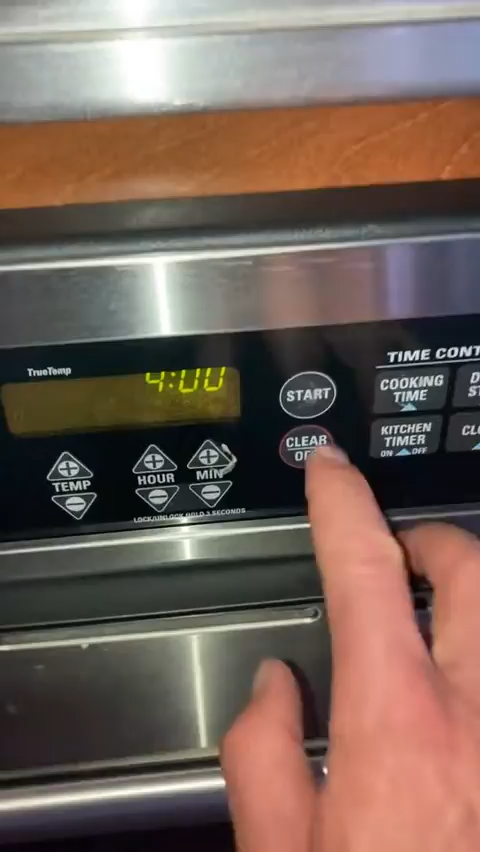 TIME CONT
TrueTemp
4:00
START
COOKING
TIME
CLEAR
KITCHEN
TIMER
ON OFF
TEMP
HOUR
MIN
LOCK/UNLOCK HOLD 3 SECONDS